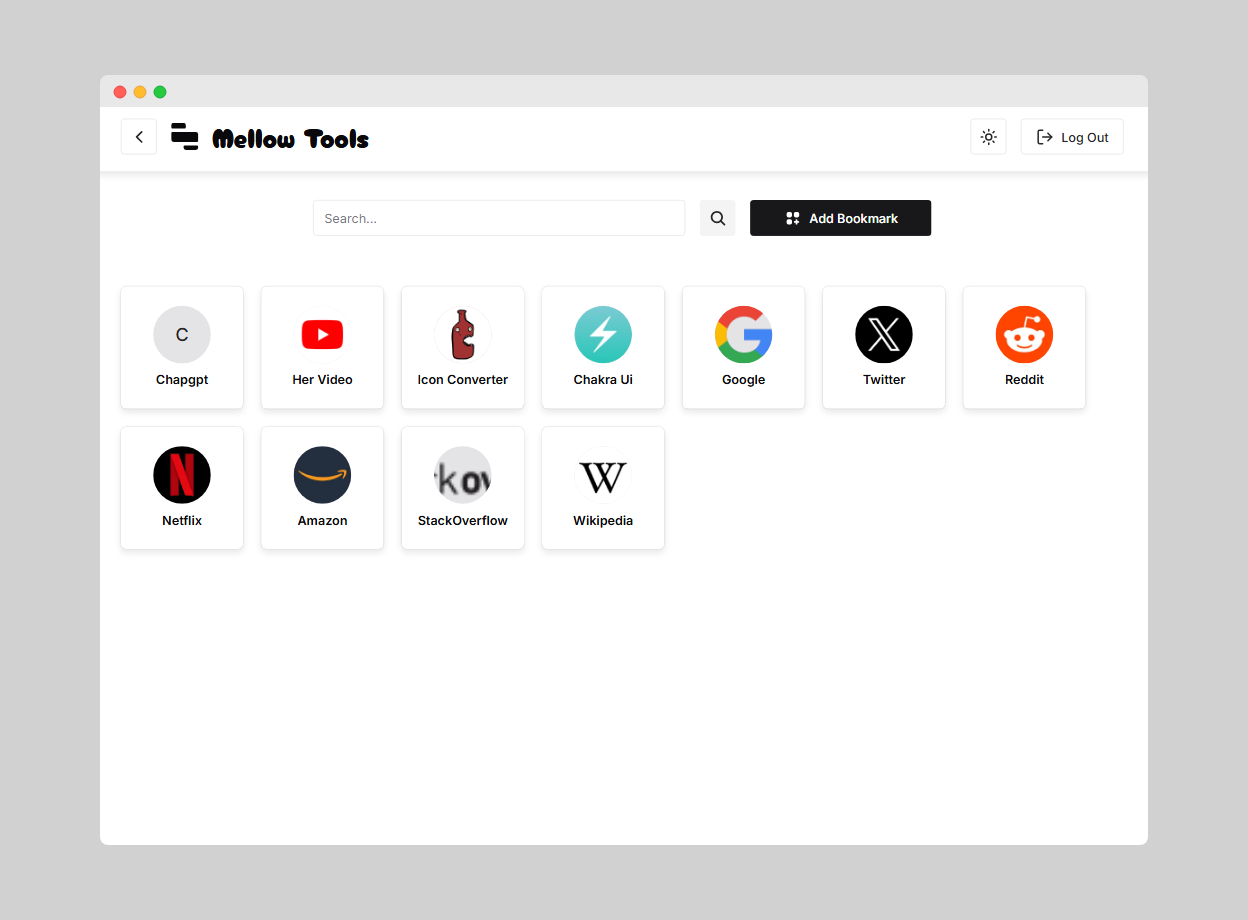 Mellow Tools
Log Out
Search...
Add Bookmark
C
Chapgpt
Her Video
Icon Converter
Chakra Ui
Google
Twitter
Reddit
Netflix
Amazon
kov
StackOverflow
W
Wikipedia